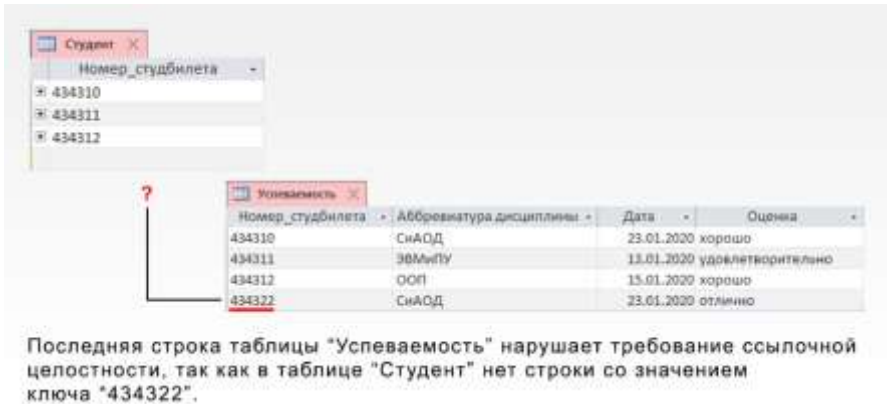 Студент
Номер_студбилета
434310
434311
434312
?
Успеваемость
Номер_студбилета Аббревиатура дисциплины Дата Оценка
434310 СиАОД 23.01.2020 хорошо
434311 ЭВМиПУ 13.01.2020 удовлетворительно
434312 ООП 15.01.2020 хорошо
434322 СиАОД 23.01.2020 отлично
Последняя строка таблицы "Успеваемость" нарушает требование ссылочной
целостности, так как в таблице "Студент" нет строки со значением
ключа "434322".